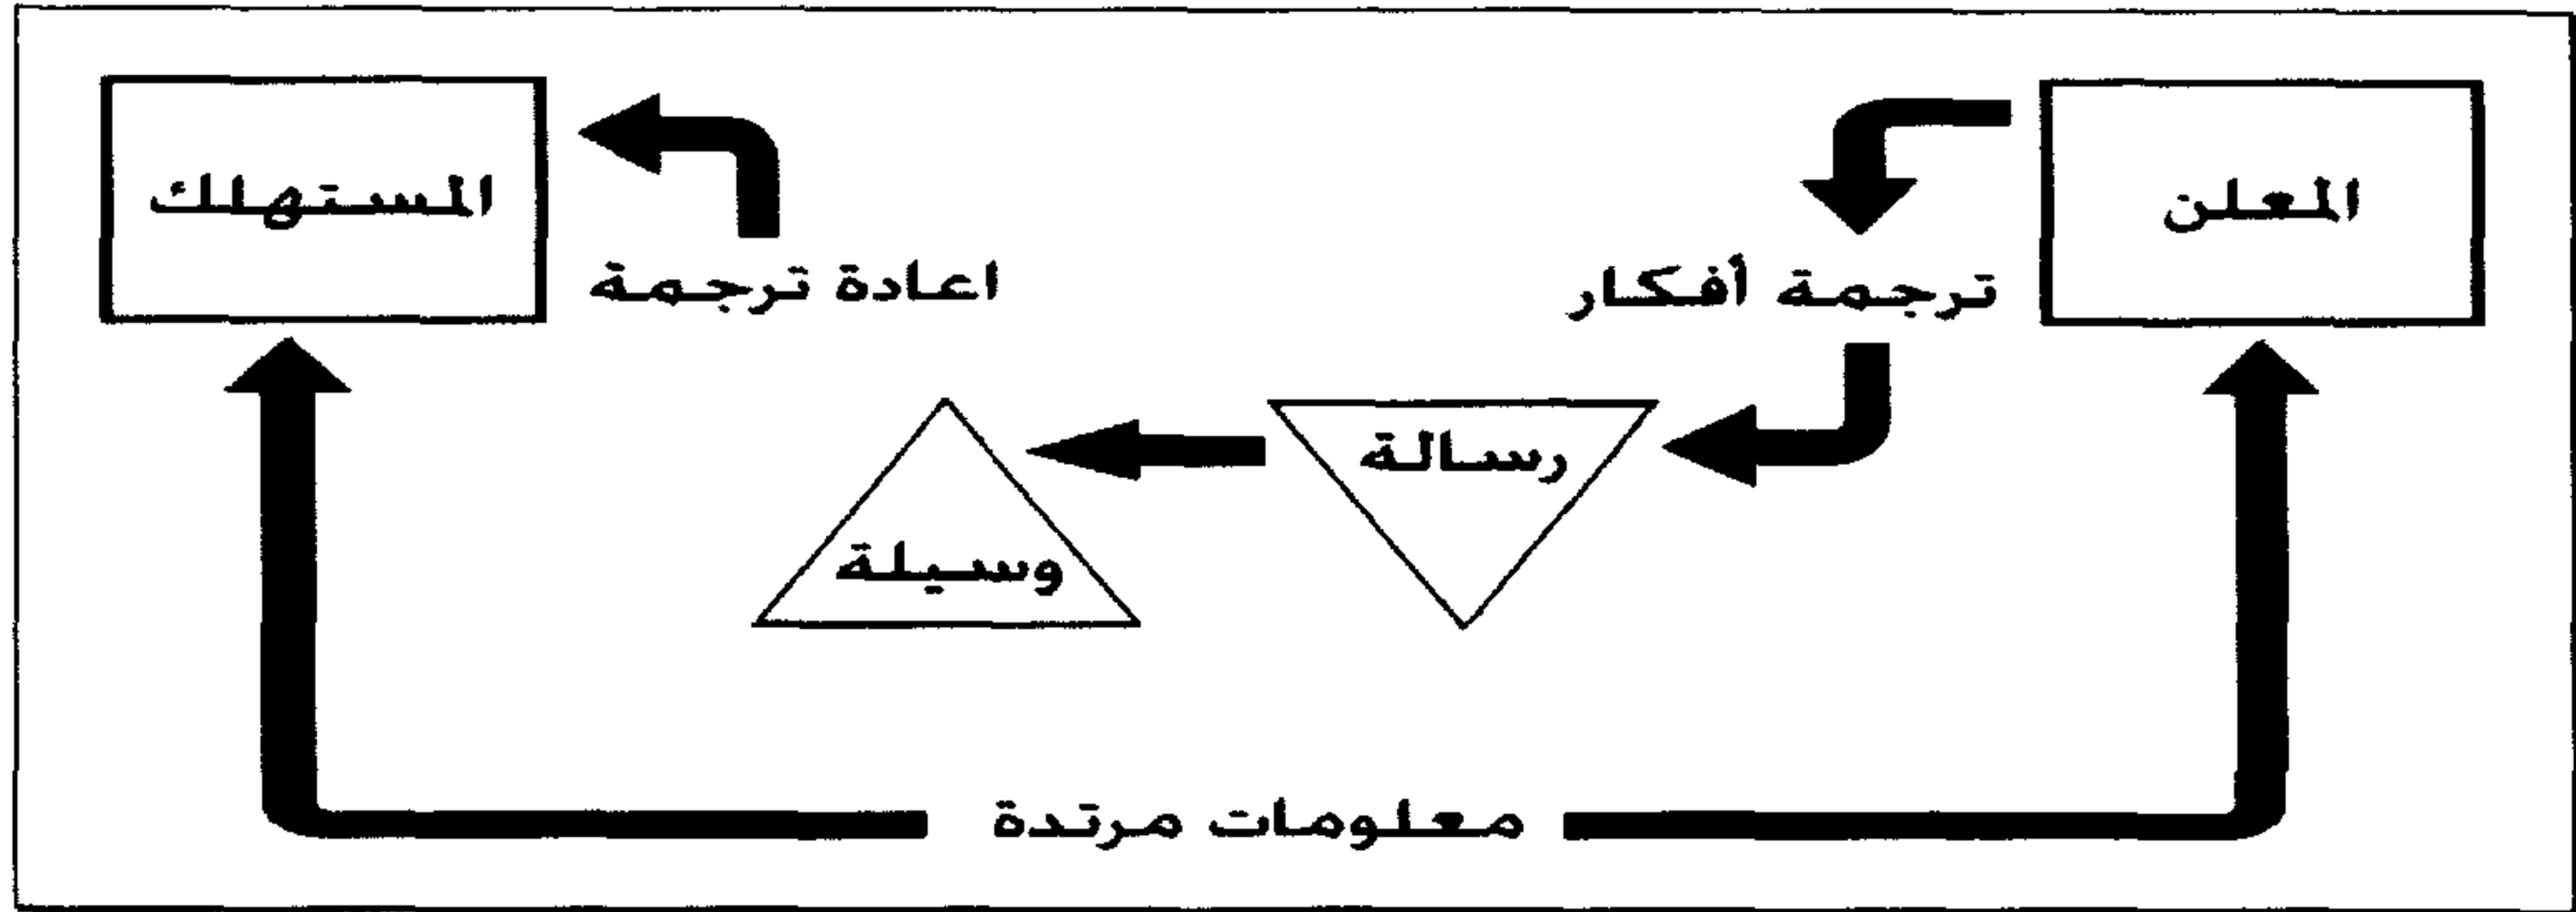 المعلن
المستهلك
ترجمة أفكار
اعادة ترجمة
رسالة
وسيلة
معلومات مرتدة